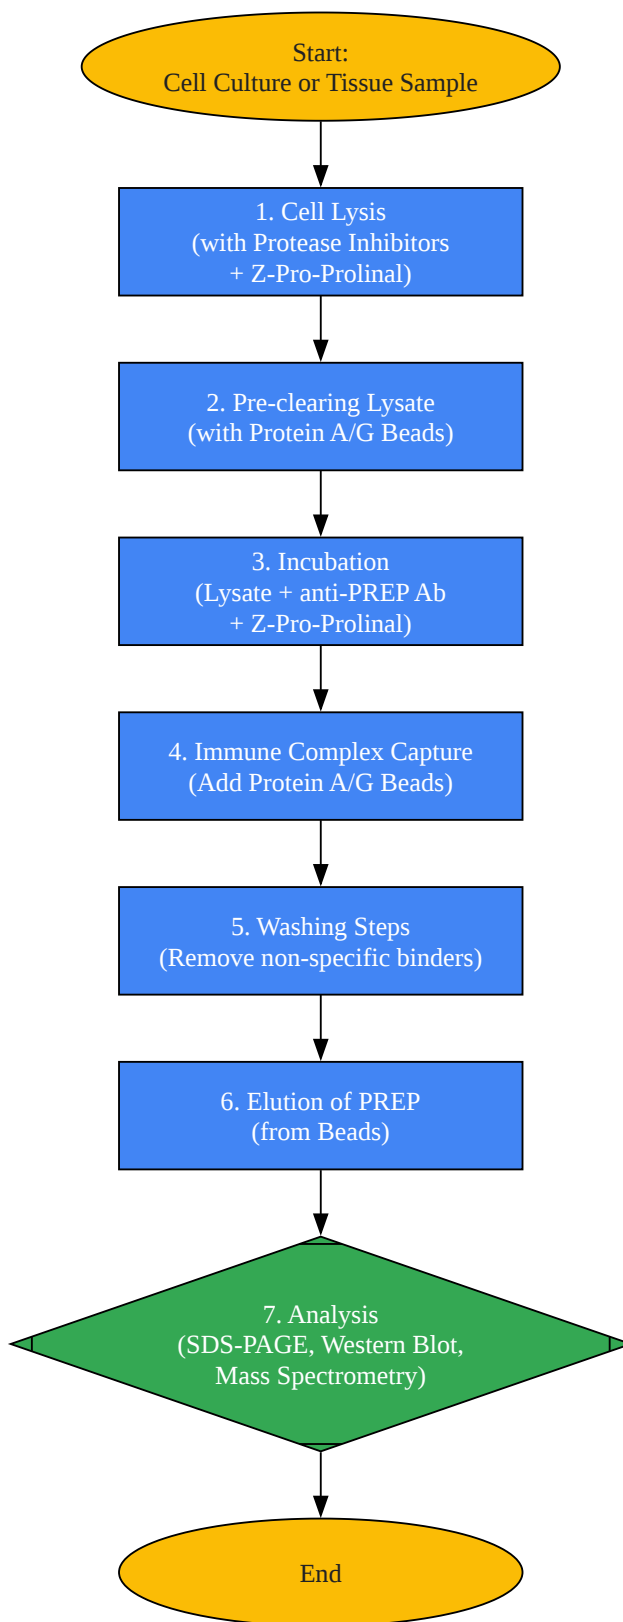 Start:
Cell Culture or Tissue Sample
1. Cell Lysis
(with Protease Inhibitors
+ Z-Pro-Prolinal)
2. Pre-clearing Lysate
(with Protein A/G Beads)
3. Incubation
(Lysate + anti-PREP Ab
+ Z-Pro-Prolinal)
4. Immune Complex Capture
(Add Protein A/G Beads)
5. Washing Steps
(Remove non-specific binders)
6. Elution of PREP
(from Beads)
7. Analysis
(SDS-PAGE, Western Blot,
Mass Spectrometry)
End